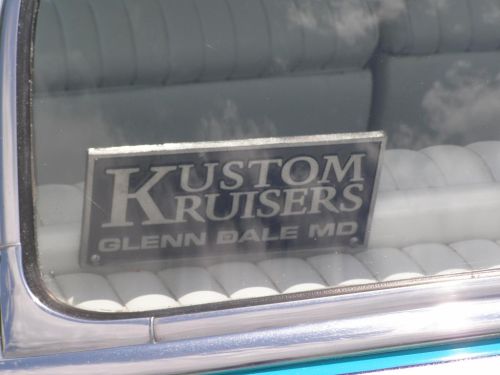 KUSTOM
KRUISERS
GLENN DALE MD